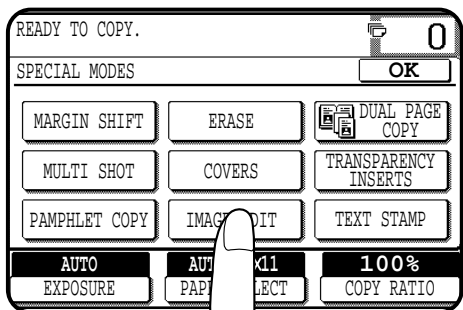 READY TO COPY.
0
SPECIAL MODES
OK
MARGIN SHIFT
ERASE
DUAL PAGE
COPY
MULTI SHOT
COVERS
TRANSPARENCY
INSERTS
PAMPHLET COPY
TEXT STAMP
AUTO
100%
EXPOSURE
COPY RATIO